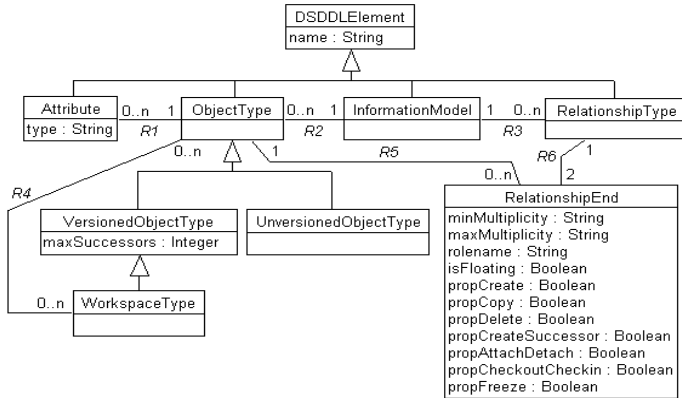 DSDDLElement
name : String
Attribute
type : String
0..n 1
R1
ObjectType
0..n 1
R2
InformationModel
1 0..n
R3
RelationshipType
0..n
1
R5
R6
1
R4
0..n
2
RelationshipEnd
minMultiplicity : String
maxMultiplicity : String
rolename : String
isFloating : Boolean
propCreate : Boolean
propCopy : Boolean
propDelete : Boolean
propCreateSuccessor : Boolean
propAttachDetach : Boolean
propCheckoutCheckin : Boolean
propFreeze : Boolean
VersionedObjectType
maxSuccessors : Integer
UnversionedObjectType
0..n
WorkspaceType